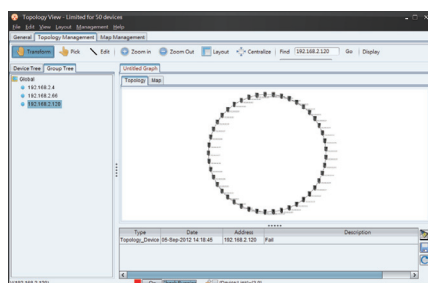 Topology View - Limited for 50 devices
File Edit View Layout Management Help
General Topology Management Map Management
Transform Pick Edit Zoom in Zoom Out Layout Centralize Find 192.168.2.120 Go Display
Device Tree Group Tree
Untitled Graph
Global
Topology Map
192.168.2.4
192.168.2.66
192.168.2.120
Type Date Address Description
Topology_Device 05-Sep-2012 14:18:45 192.168.2.120 Fail